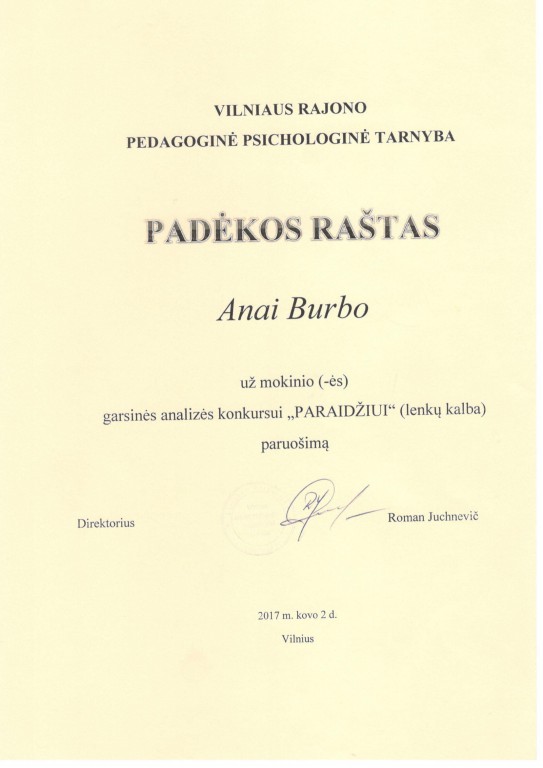 VILNIAUS RAJONO
PEDAGOGINĖ PSICHOLOGINĖ TARNYBA
PADĖKOS RAŠTAS
Anai Burbo
už mokinio (-ės)
garsinės analizės konkursui „PARAIDŽIUI“ (lenkų kalba)
paruošimą
Direktorius
Roman Juchnevič
2017 m. kovo 2 d.
Vilnius